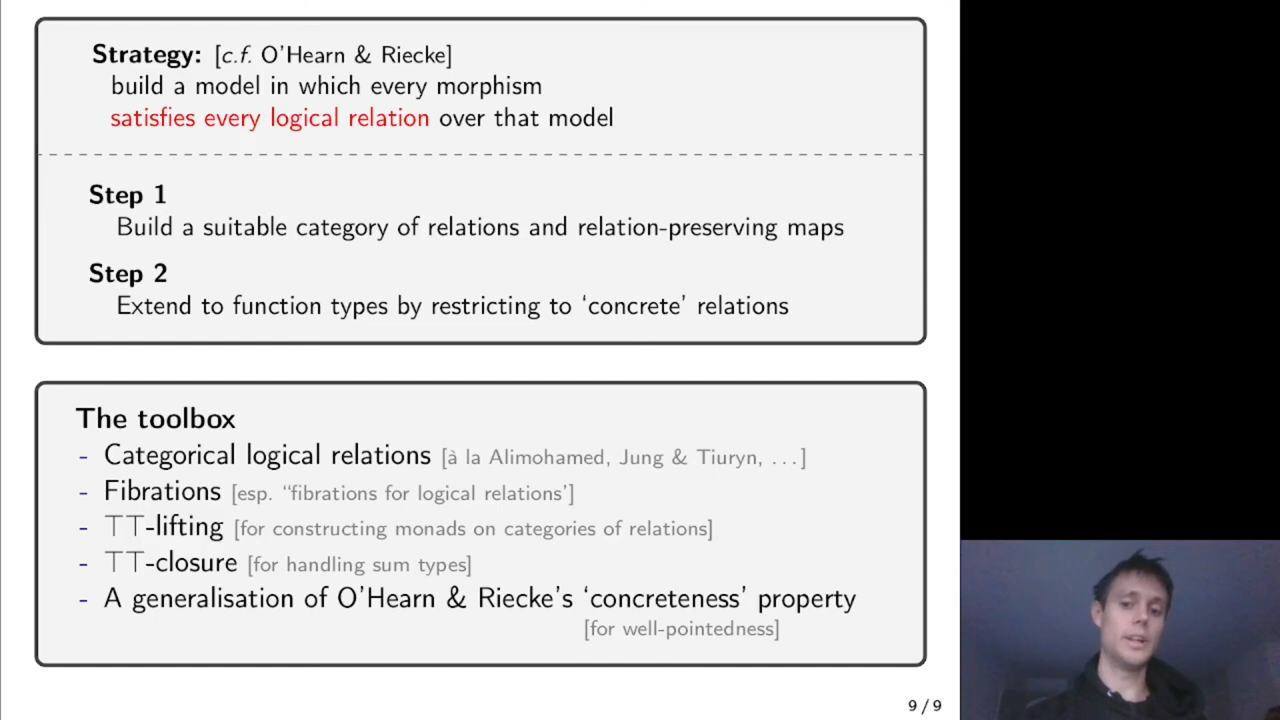 Strategy: [c.f. O'Hearn & Riecke]
build a model in which every morphism
satisfies every logical relation over that model
Step 1
Build a suitable category of relations and relation-preserving maps
Step 2
Extend to function types by restricting to ‘concrete’ relations
The toolbox
- Categorical logical relations [à la Alimohamed, Jung & Tiuryn, ...]
- Fibrations [esp. “fibrations for logical relations’]
- ⊤⊤-lifting [for constructing monads on categories of relations]
- ⊤⊤-closure [for handling sum types]
- A generalisation of O'Hearn & Riecke's ‘concreteness’ property
[for well-pointedness]
9 / 9